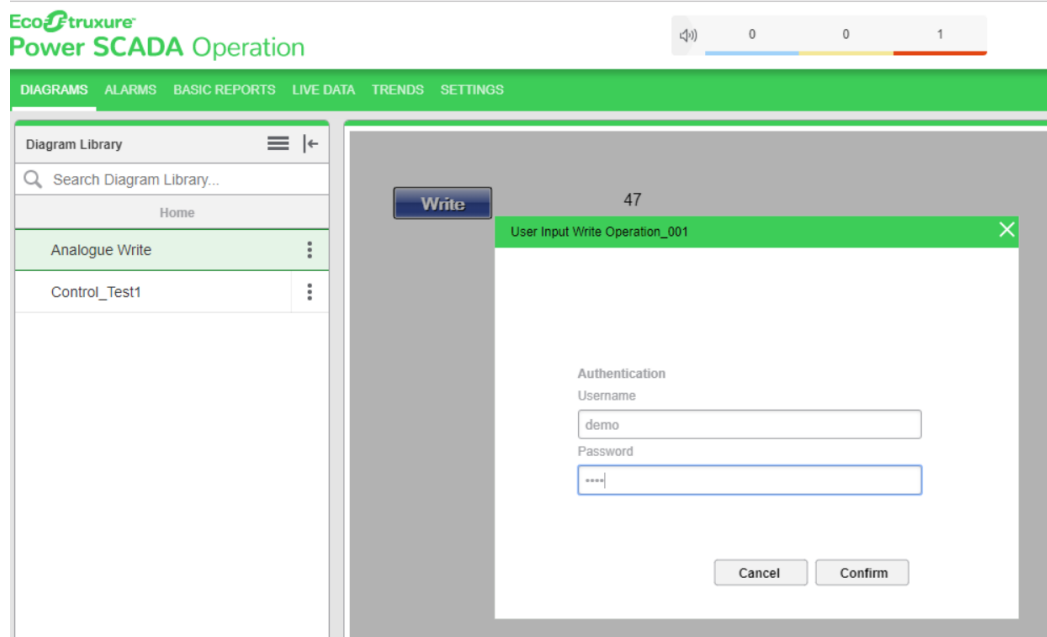 EcoStruxure™
Power SCADA Operation
0 0 1
DIAGRAMS ALARMS BASIC REPORTS LIVE DATA TRENDS SETTINGS
Diagram Library
Search Diagram Library...
Home
Analogue Write
Control_Test1
Write 47
User Input Write Operation_001
Authentication
Username
demo
Password
••••
Cancel Confirm